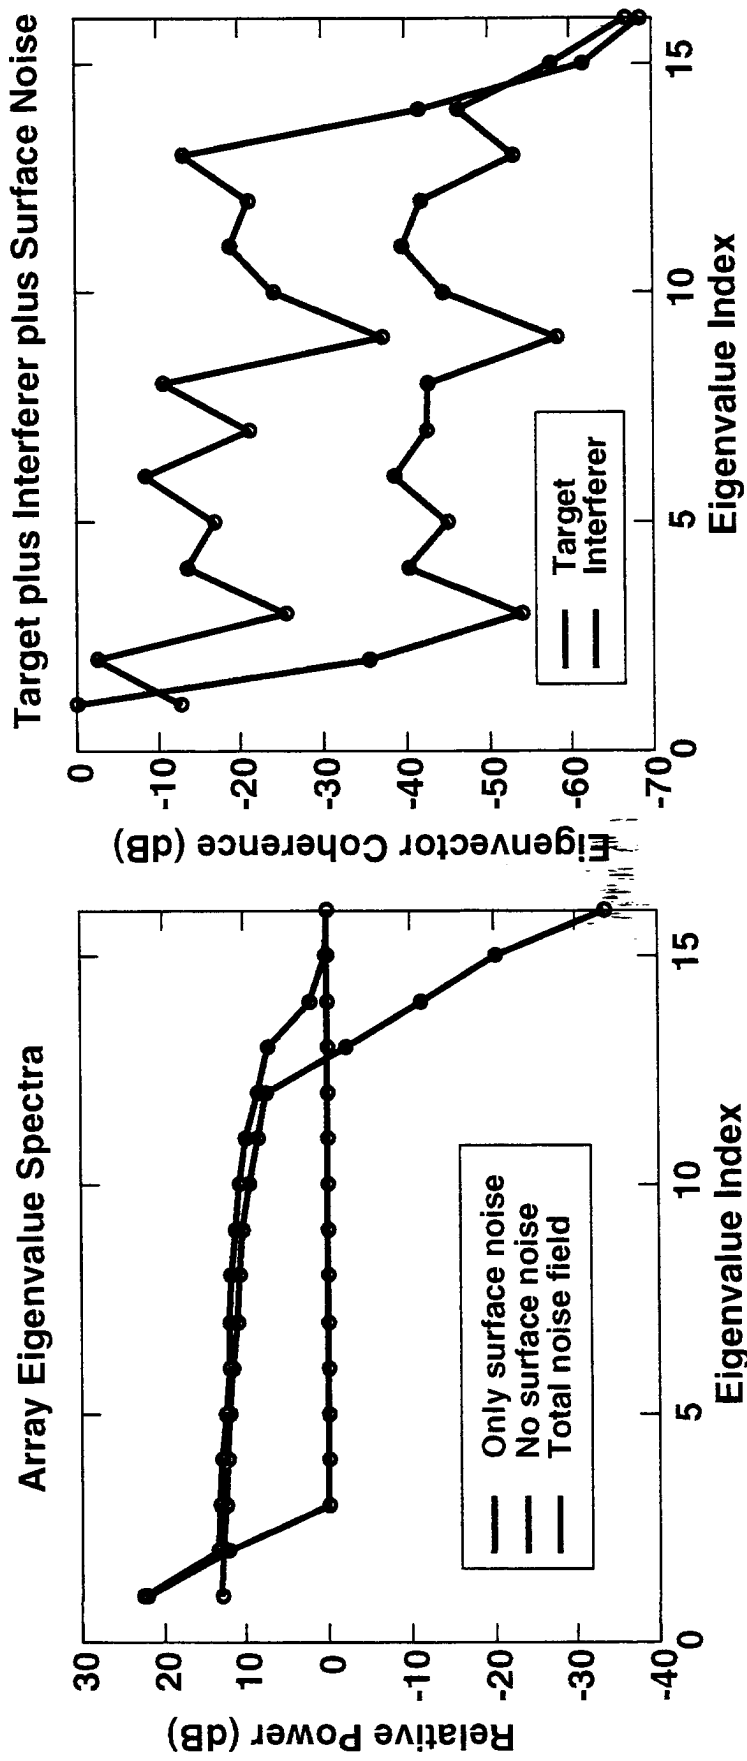 Array Eigenvalue Spectra
Relative Power (dB)
30
20
10
0
-10
-20
-30
-40
0
5
10
15
Eigenvalue Index
Only surface noise
No surface noise
Total noise field
Target plus Interferer plus Surface Noise
Eigenvector Coherence (dB)
0
-10
-20
-30
-40
-50
-60
-70
0
5
10
15
Eigenvalue Index
Target
Interferer